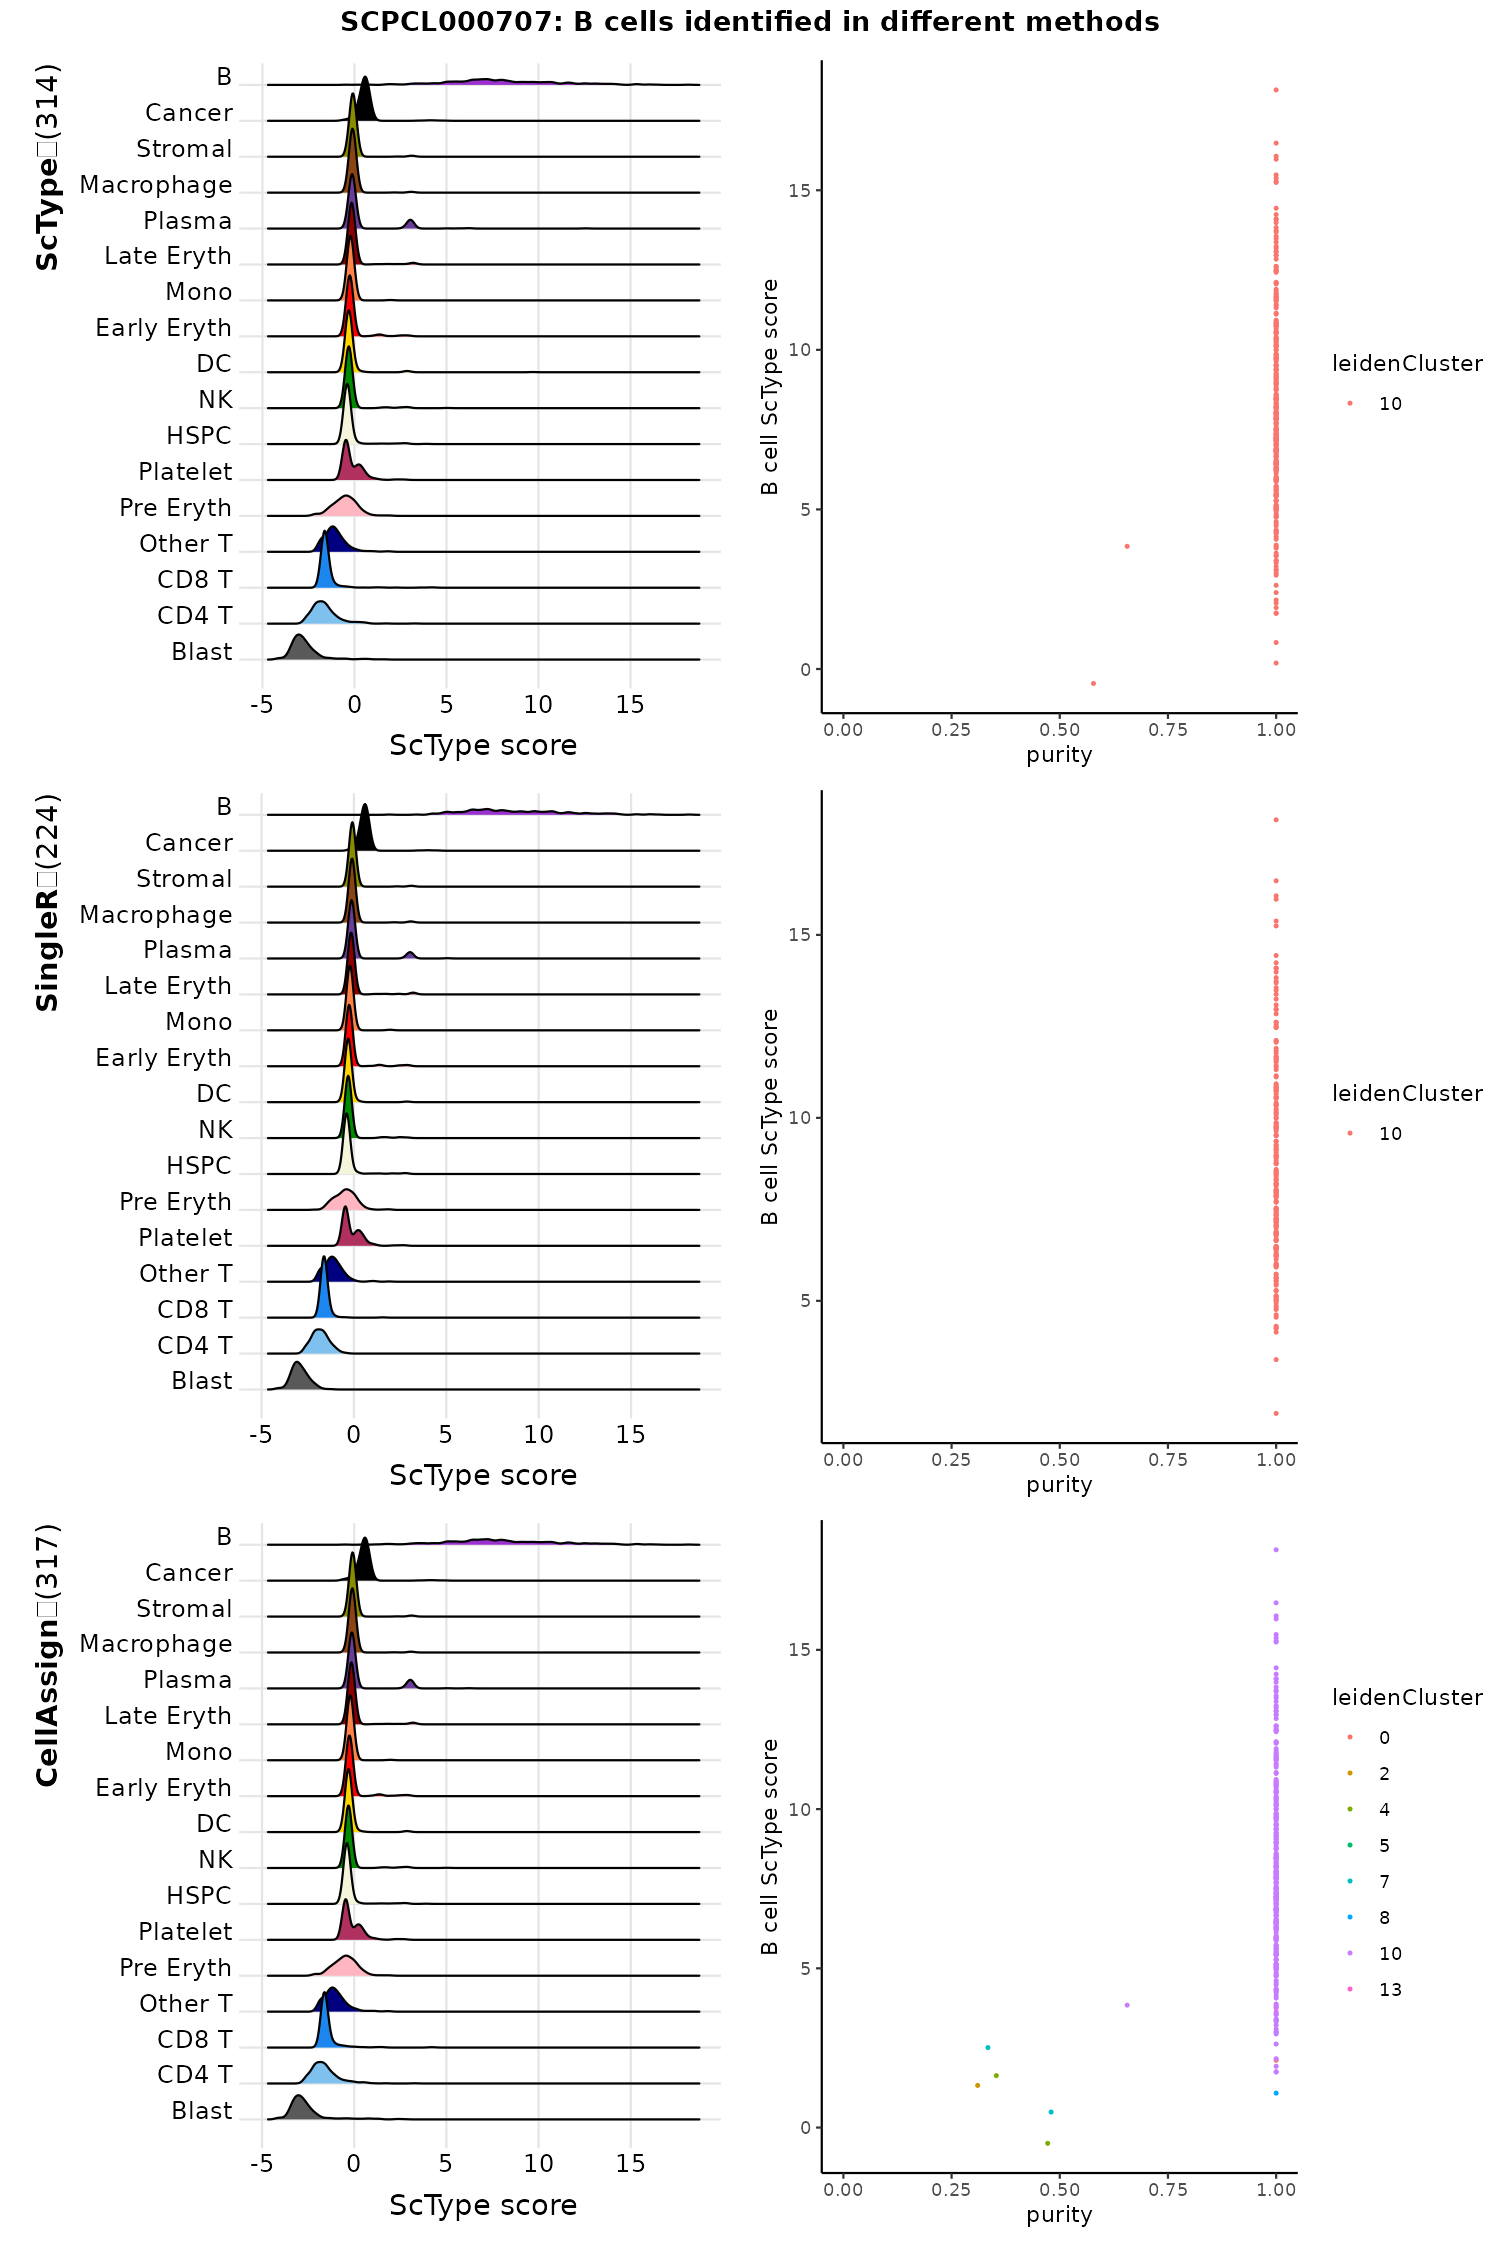 SCPCL000707: B cells identified in different methods
ScType□(314)
B
Cancer
Stromal
Macrophage
Plasma
Late Eryth
Mono
Early Eryth
DC
NK
HSPC
Platelet
Pre Eryth
Other T
CD8 T
CD4 T
Blast
-5 0 5 10 15
ScType score
B cell ScType score
15
10
5
0
0.00 0.25 0.50 0.75 1.00
purity
leidenCluster
10
SingleR□(224)
B
Cancer
Stromal
Macrophage
Plasma
Late Eryth
Mono
Early Eryth
DC
NK
HSPC
Pre Eryth
Platelet
Other T
CD8 T
CD4 T
Blast
-5 0 5 10 15
ScType score
B cell ScType score
15
10
5
0.00 0.25 0.50 0.75 1.00
purity
leidenCluster
10
CellAssign□(317)
B
Cancer
Stromal
Macrophage
Plasma
Late Eryth
Mono
Early Eryth
DC
NK
HSPC
Platelet
Pre Eryth
Other T
CD8 T
CD4 T
Blast
-5 0 5 10 15
ScType score
B cell ScType score
15
10
5
0
0.00 0.25 0.50 0.75 1.00
purity
leidenCluster
0
2
4
5
7
8
10
13